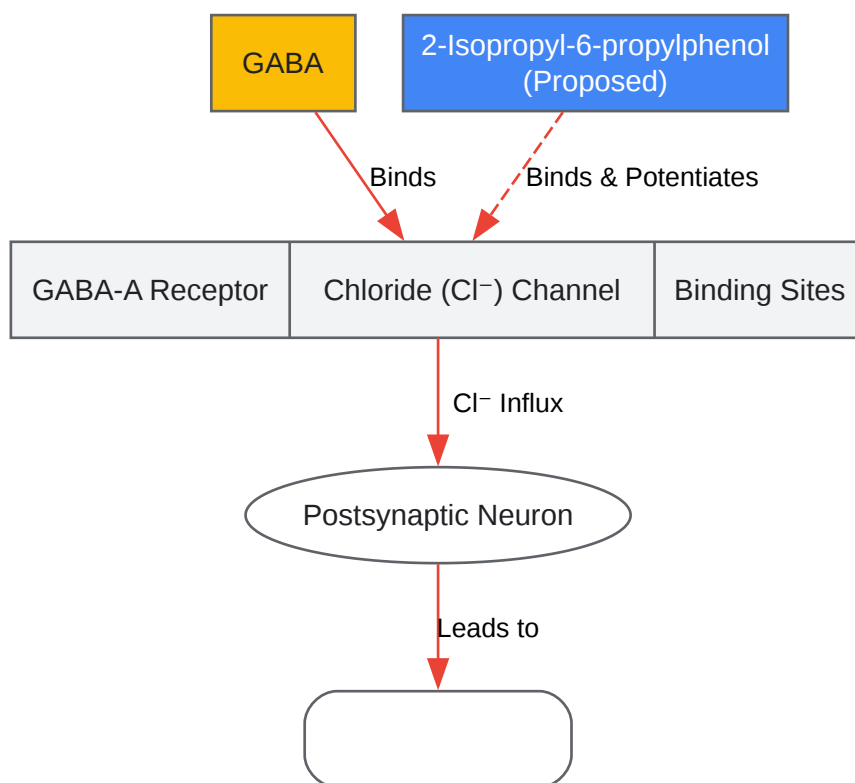 GABA
2-Isopropyl-6-propylphenol
(Proposed)
Binds
Binds & Potentiates
GABA-A Receptor
Chloride (Cl⁻) Channel
Binding Sites
Cl⁻ Influx
Postsynaptic Neuron
Leads to